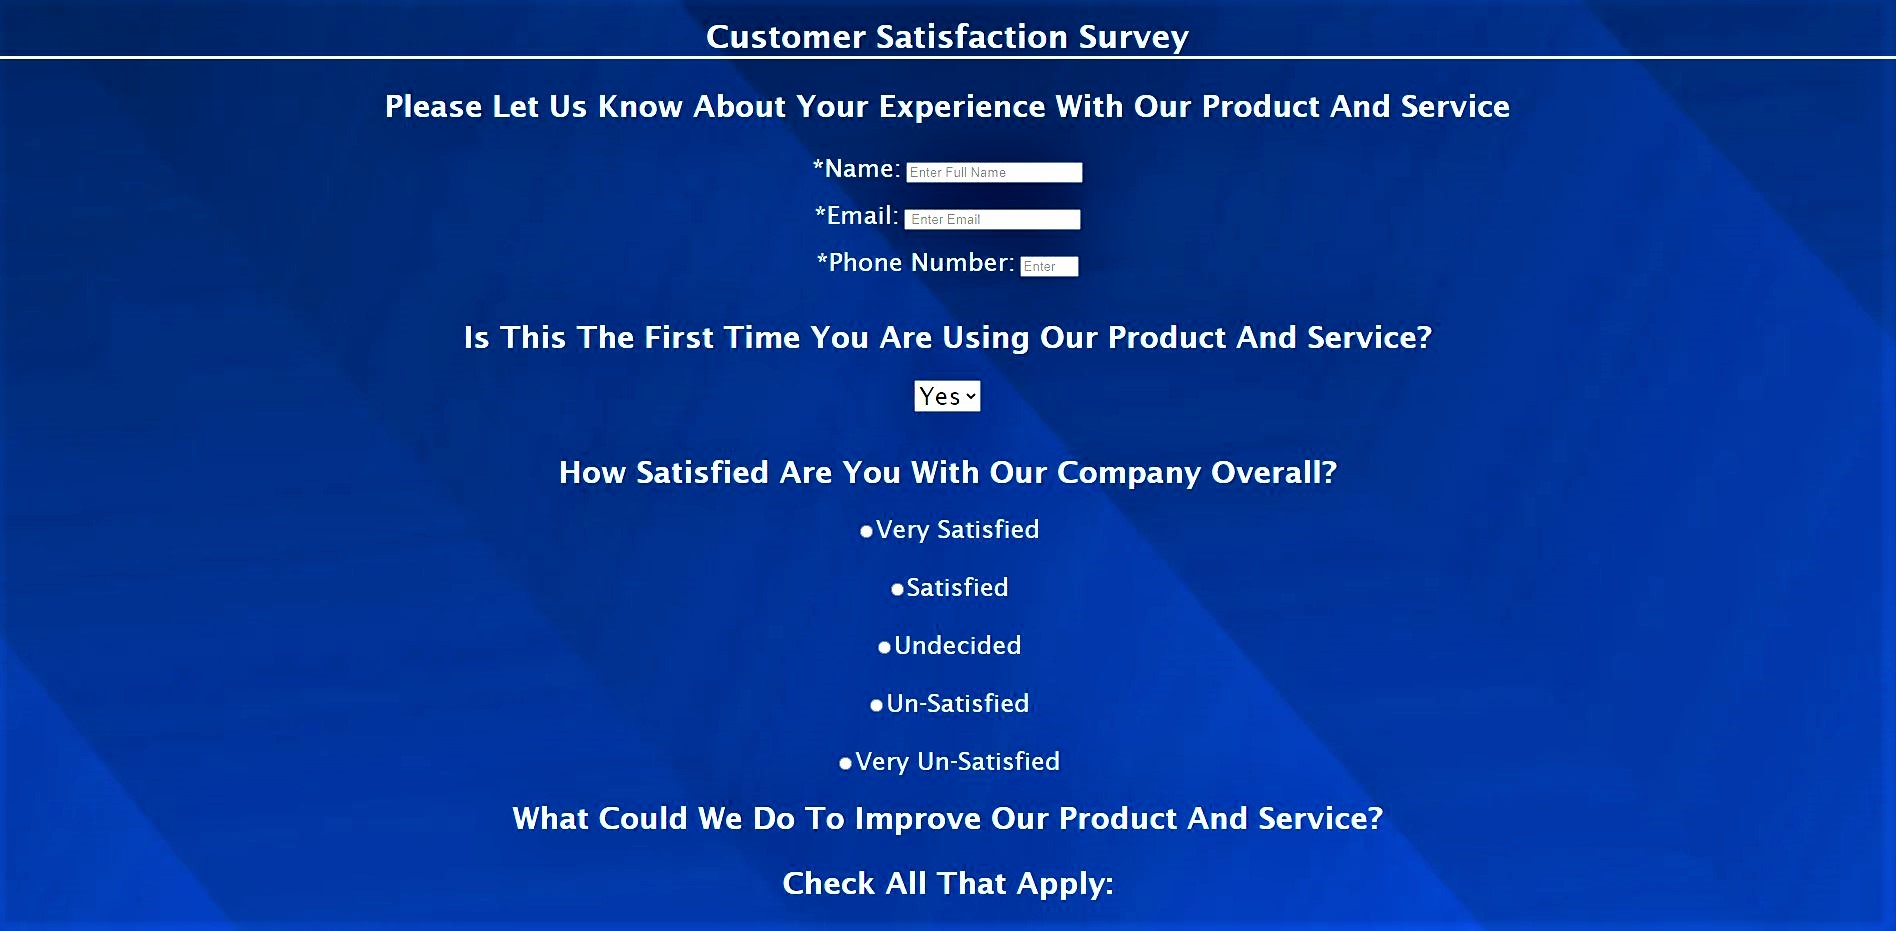 Customer Satisfaction Survey
Please Let Us Know About Your Experience With Our Product And Service
*Name: Enter Full Name
*Email: Enter Email
*Phone Number: Enter
Is This The First Time You Are Using Our Product And Service?
Yes
How Satisfied Are You With Our Company Overall?
Very Satisfied
Satisfied
Undecided
Un-Satisfied
Very Un-Satisfied
What Could We Do To Improve Our Product And Service?
Check All That Apply: